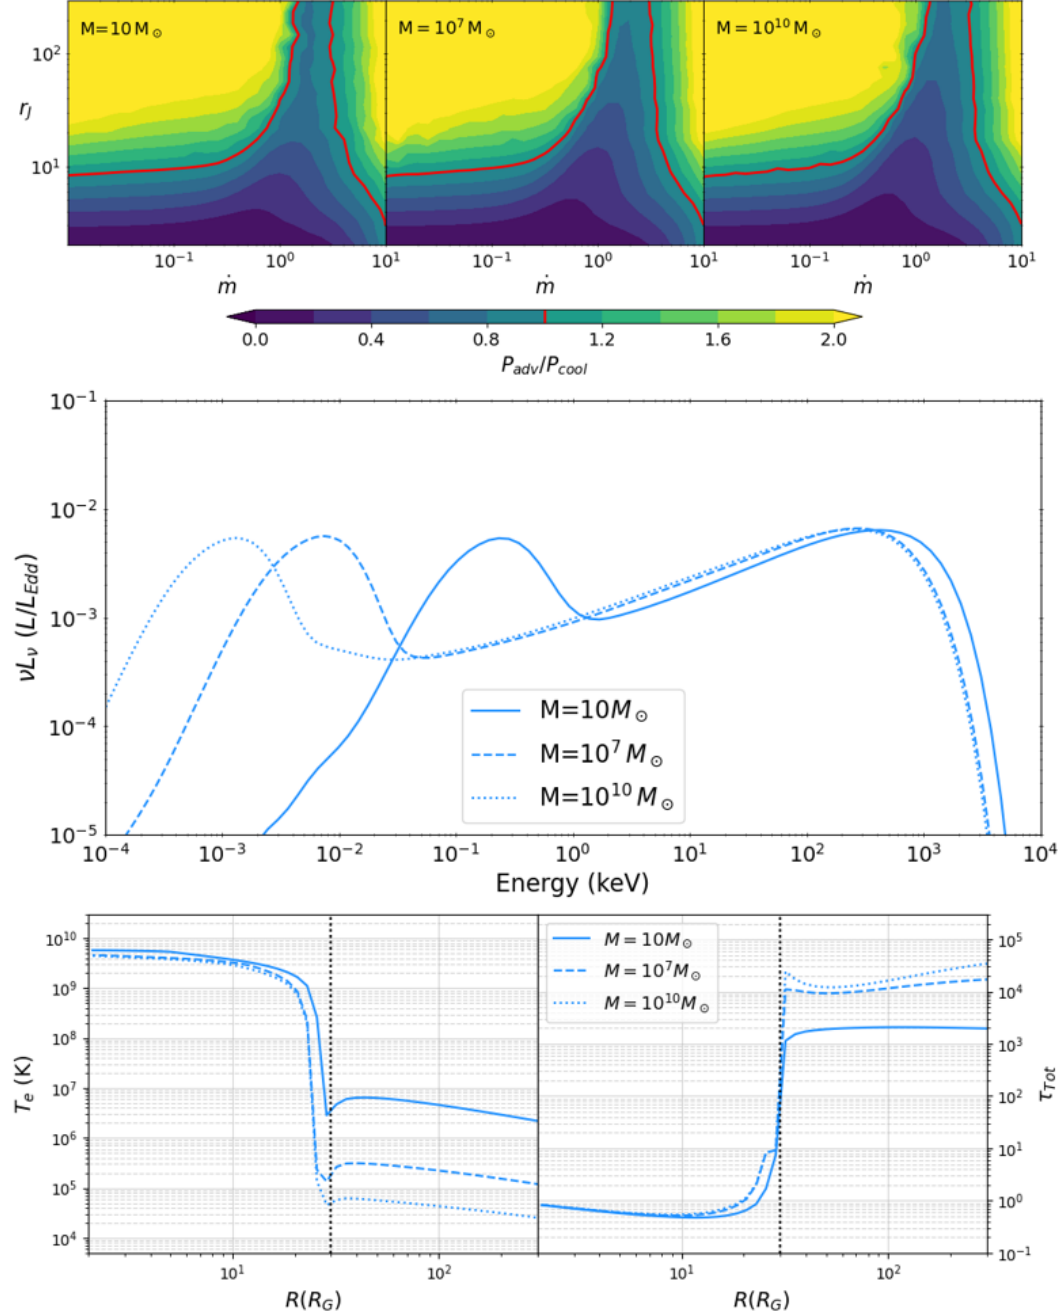 M=10 M⊙
M=10⁷ M⊙
M=10¹⁰ M⊙
10²
r_J
10¹
10⁻¹ 10⁰ 10⁻¹ 10⁰ 10⁻¹ 10⁰ 10¹
ṁ ṁ ṁ
0.0 0.4 0.8 1.2 1.6 2.0
P_adv/P_cool
10⁻¹
10⁻²
νL_ν (L/L_Edd)
10⁻³
10⁻⁴
10⁻⁵
M=10M⊙
M=10⁷ M⊙
M=10¹⁰ M⊙
10⁻⁴ 10⁻³ 10⁻² 10⁻¹ 10⁰ 10¹ 10² 10³ 10⁴
Energy (keV)
10¹⁰
10⁹
10⁸
10⁷
10⁶
10⁵
10⁴
T_e (K)
M = 10M⊙
M = 10⁷M⊙
M = 10¹⁰M⊙
10⁵
10⁴
10³
10²
10¹
10⁰
10⁻¹
τ_Tot
10¹ 10² 10¹ 10²
R(R_G) R(R_G)